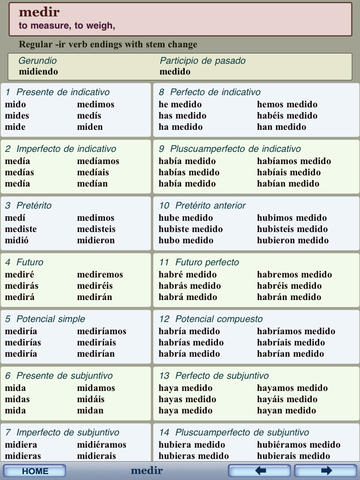 medir
to measure, to weigh,
Regular -ir verb endings with stem change
Gerundio Participio de pasado
midiendo medido
1 Presente de indicativo
mido medimos
mides medís
mide miden
8 Perfecto de indicativo
he medido hemos medido
has medido habéis medido
ha medido han medido
2 Imperfecto de indicativo
medía medíamos
medías medíais
medía medían
9 Pluscuamperfecto de indicativo
había medido habíamos medido
habías medido habíais medido
había medido habían medido
3 Pretérito
medí medimos
mediste medisteis
midió midieron
10 Pretérito anterior
hube medido hubimos medido
hubiste medido hubisteis medido
hubo medido hubieron medido
4 Futuro
mediré mediremos
medirás mediréis
medirá medirán
11 Futuro perfecto
habré medido habremos medido
habrás medido habréis medido
habrá medido habrán medido
5 Potencial simple
mediría mediríamos
medirías mediríais
mediría medirían
12 Potencial compuesto
habría medido habríamos medido
habrías medido habríais medido
habría medido habrían medido
6 Presente de subjuntivo
mida midamos
midas midáis
mida midan
13 Perfecto de subjuntivo
haya medido hayamos medido
hayas medido hayáis medido
haya medido hayan medido
7 Imperfecto de subjuntivo
midiera midiéramos
midieras midierais
14 Pluscuamperfecto de subjuntivo
hubiera medido hubiéramos medido
hubieras medido hubierais medido
HOME medir